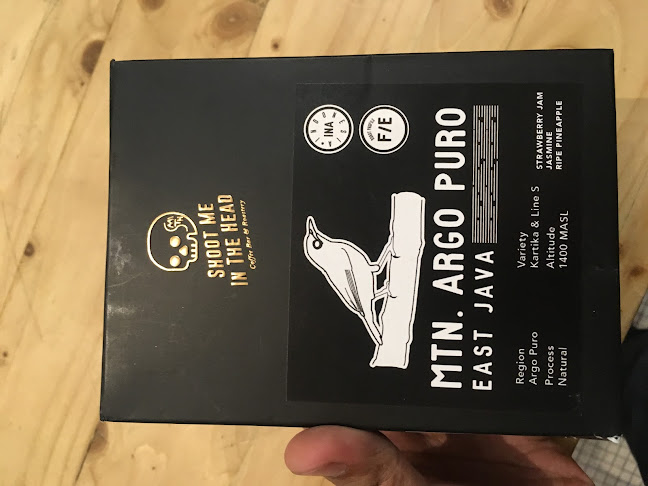 SHOOT ME
IN THE HEAD
Coffee Bar & Roastery
INA
F/E
MTN. ARGO PURO
EAST JAVA
Region
Argo Puro
Process
Natural
Variety
Kartika & Line S
Altitude
1400 MASL
STRAWBERRY JAM
JASMINE
RIPE PINEAPPLE